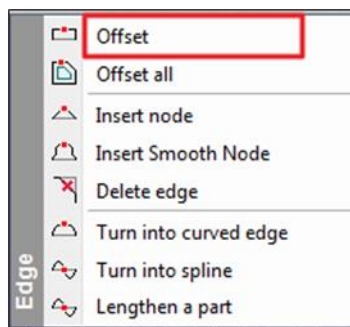 Offset
Offset all
Insert node
Insert Smooth Node
Delete edge
Turn into curved edge
Turn into spline
Lengthen a part
Edge